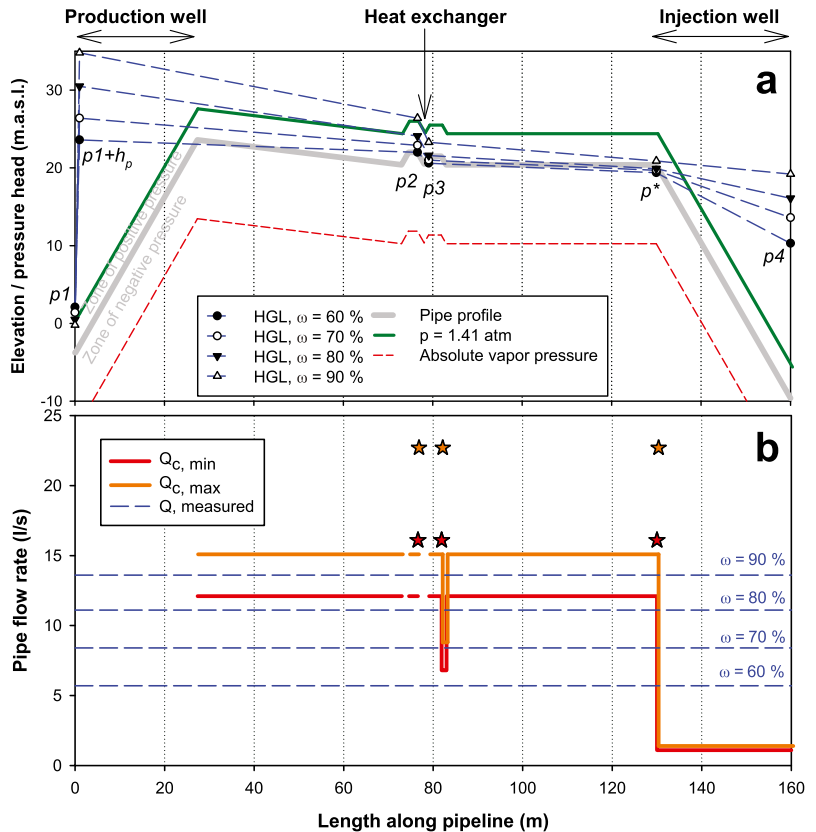 Production well
Heat exchanger
Injection well
a
Elevation / pressure head (m.a.s.l.)
30
20
10
0
-10
p1+hp
p1
p2
p3
p*
p4
Zone of positive pressure
Zone of negative pressure
HGL, ω = 60 %
HGL, ω = 70 %
HGL, ω = 80 %
HGL, ω = 90 %
Pipe profile
p = 1.41 atm
Absolute vapor pressure
b
Pipe flow rate (l/s)
25
20
15
10
5
0
Qc, min
Qc, max
Q, measured
ω = 90 %
ω = 80 %
ω = 70 %
ω = 60 %
0 20 40 60 80 100 120 140 160
Length along pipeline (m)